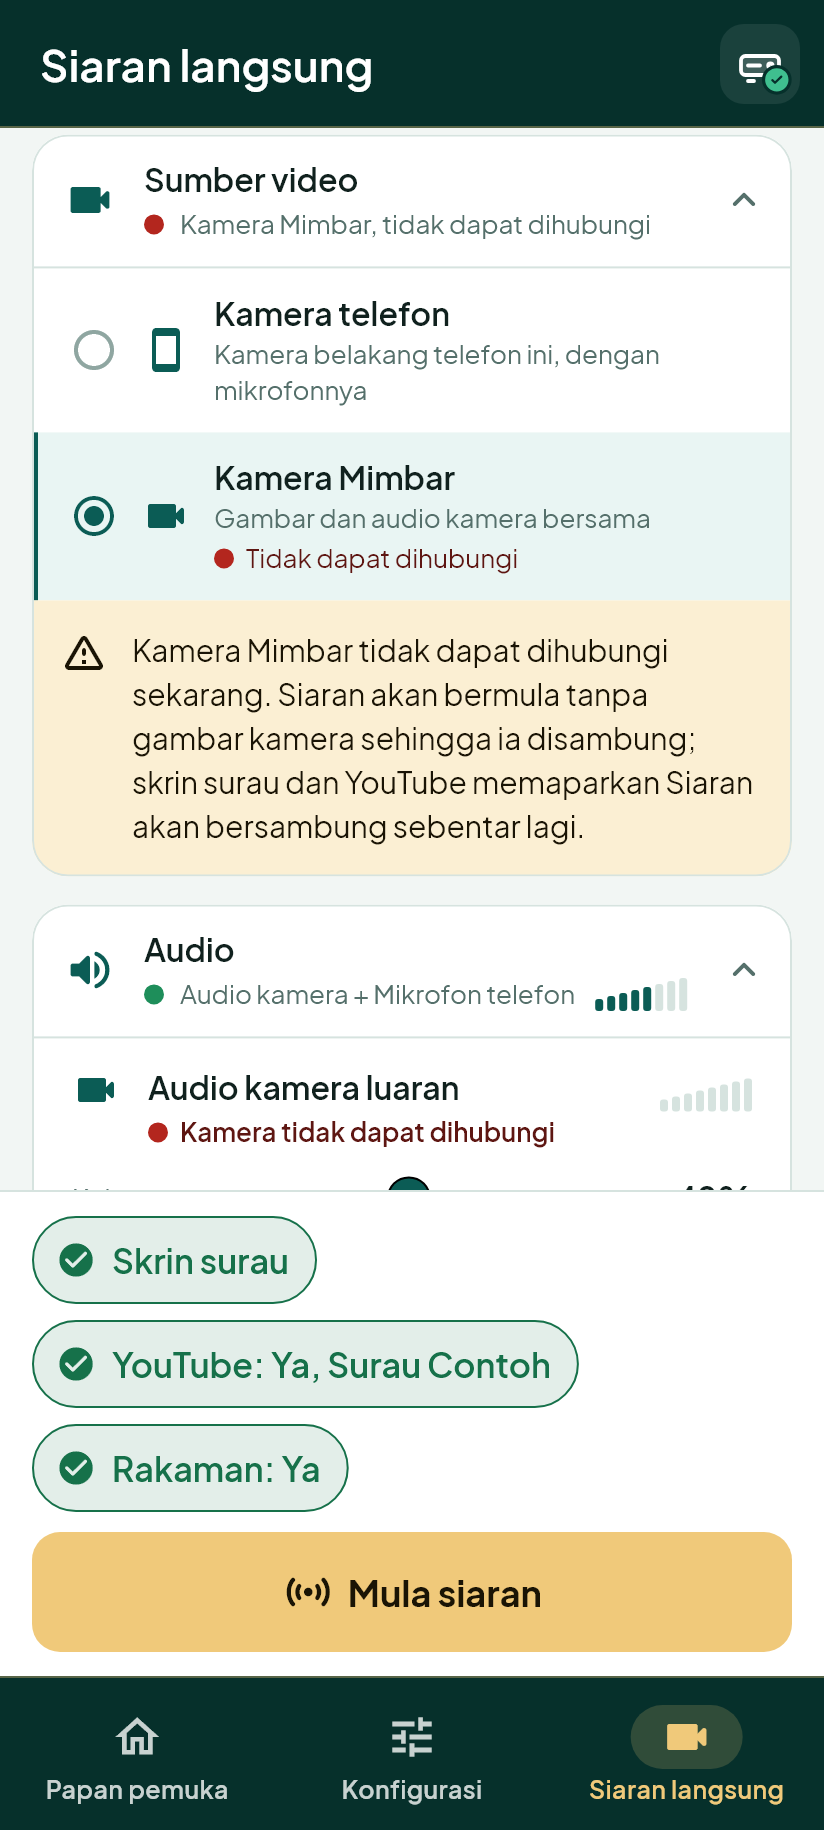 Siaran langsung
Sumber video
Kamera Mimbar, tidak dapat dihubungi
Kamera telefon
Kamera belakang telefon ini, dengan
mikrofonnya
Kamera Mimbar
Gambar dan audio kamera bersama
Tidak dapat dihubungi
Kamera Mimbar tidak dapat dihubungi
sekarang. Siaran akan bermula tanpa
gambar kamera sehingga ia disambung;
skrin surau dan YouTube memaparkan Siaran
akan bersambung sebentar lagi.
Audio
Audio kamera + Mikrofon telefon
Audio kamera luaran
Kamera tidak dapat dihubungi
Skrin surau
YouTube: Ya, Surau Contoh
Rakaman: Ya
Mula siaran
Papan pemuka
Konfigurasi
Siaran langsung